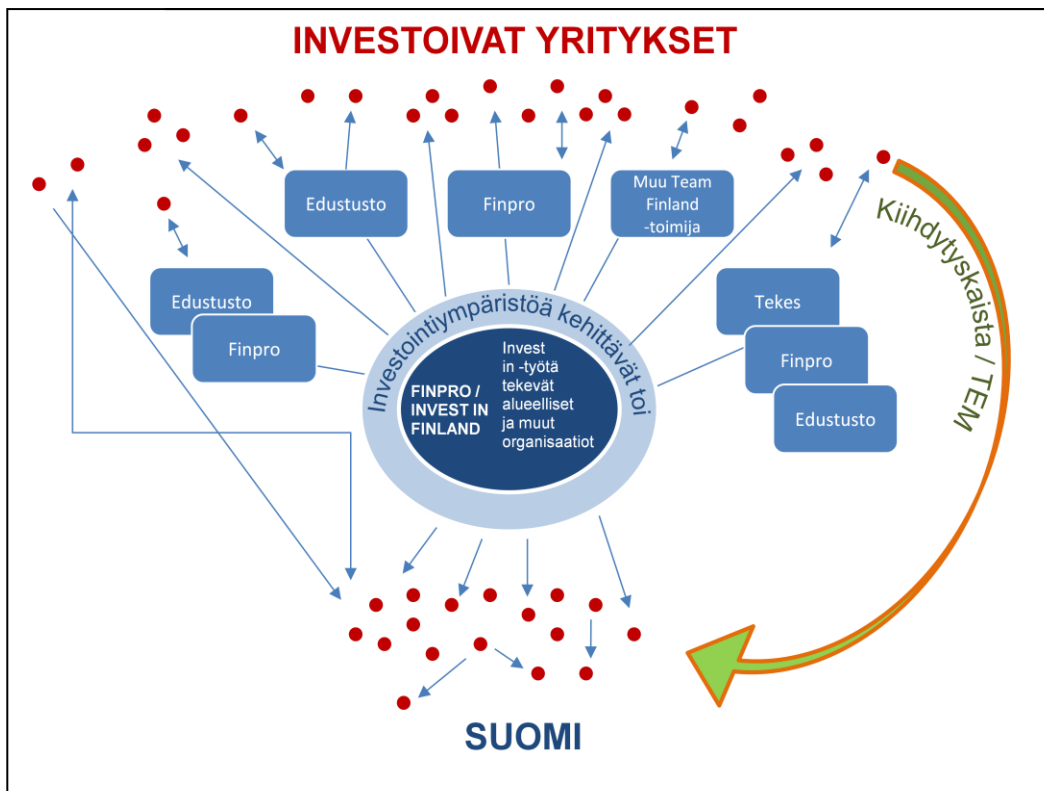 INVESTOIVAT YRITYKSET
Edustusto
Finpro
Muu Team
Finland
-toimija
Edustusto
Finpro
Tekes
Finpro
Edustusto
Kiihdytyskaista / TEM
Investointiympäristöä kehittävät toi
FINPRO /
INVEST IN
FINLAND
Invest
in -työtä
tekevät
alueelliset
ja muut
organisaatiot
SUOMI